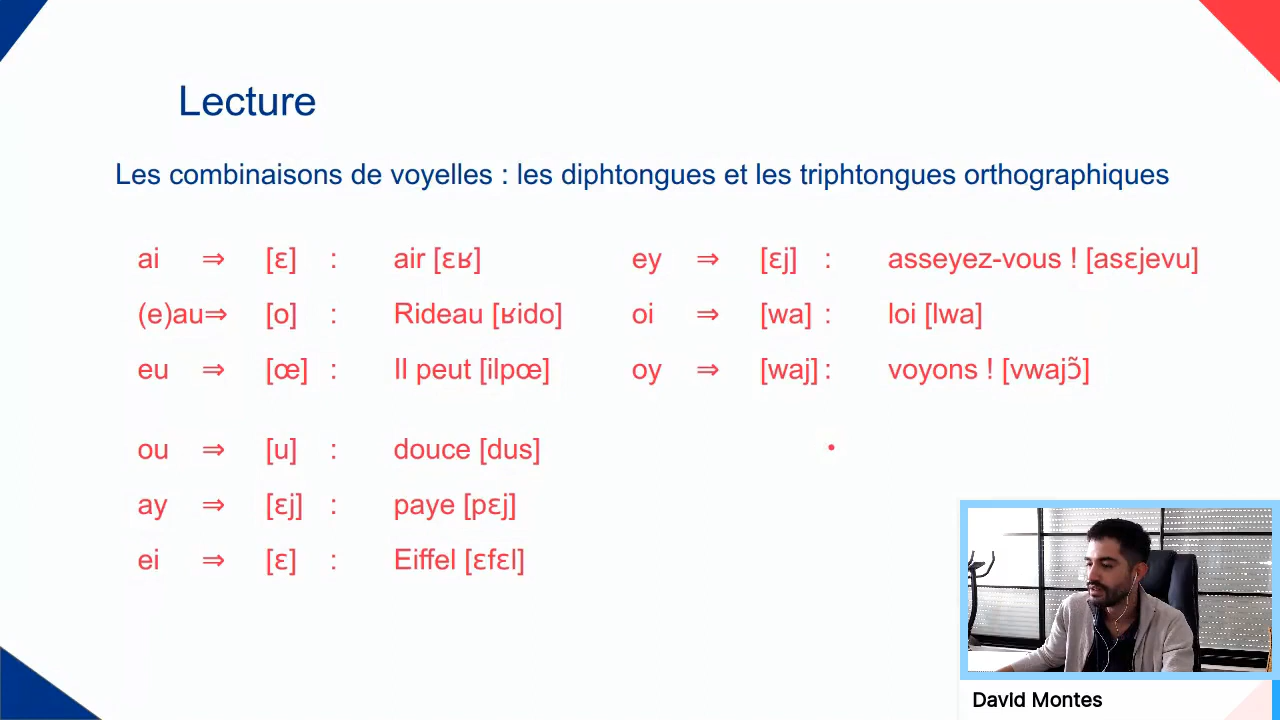 Lecture
Les combinaisons de voyelles : les diphtongues et les triphtongues orthographiques
ai ⇒ [ɛ] : air [ɛʁ]
(e)au⇒ [o] : Rideau [ʁido]
eu ⇒ [œ] : Il peut [ilpœ]
ou ⇒ [u] : douce [dus]
ay ⇒ [ɛj] : paye [pɛj]
ei ⇒ [ɛ] : Eiffel [ɛfɛl]
ey ⇒ [ɛj] : asseyez-vous ! [asɛjevu]
oi ⇒ [wa] : loi [lwa]
oy ⇒ [waj] : voyons ! [vwajɔ̃]
David Montes